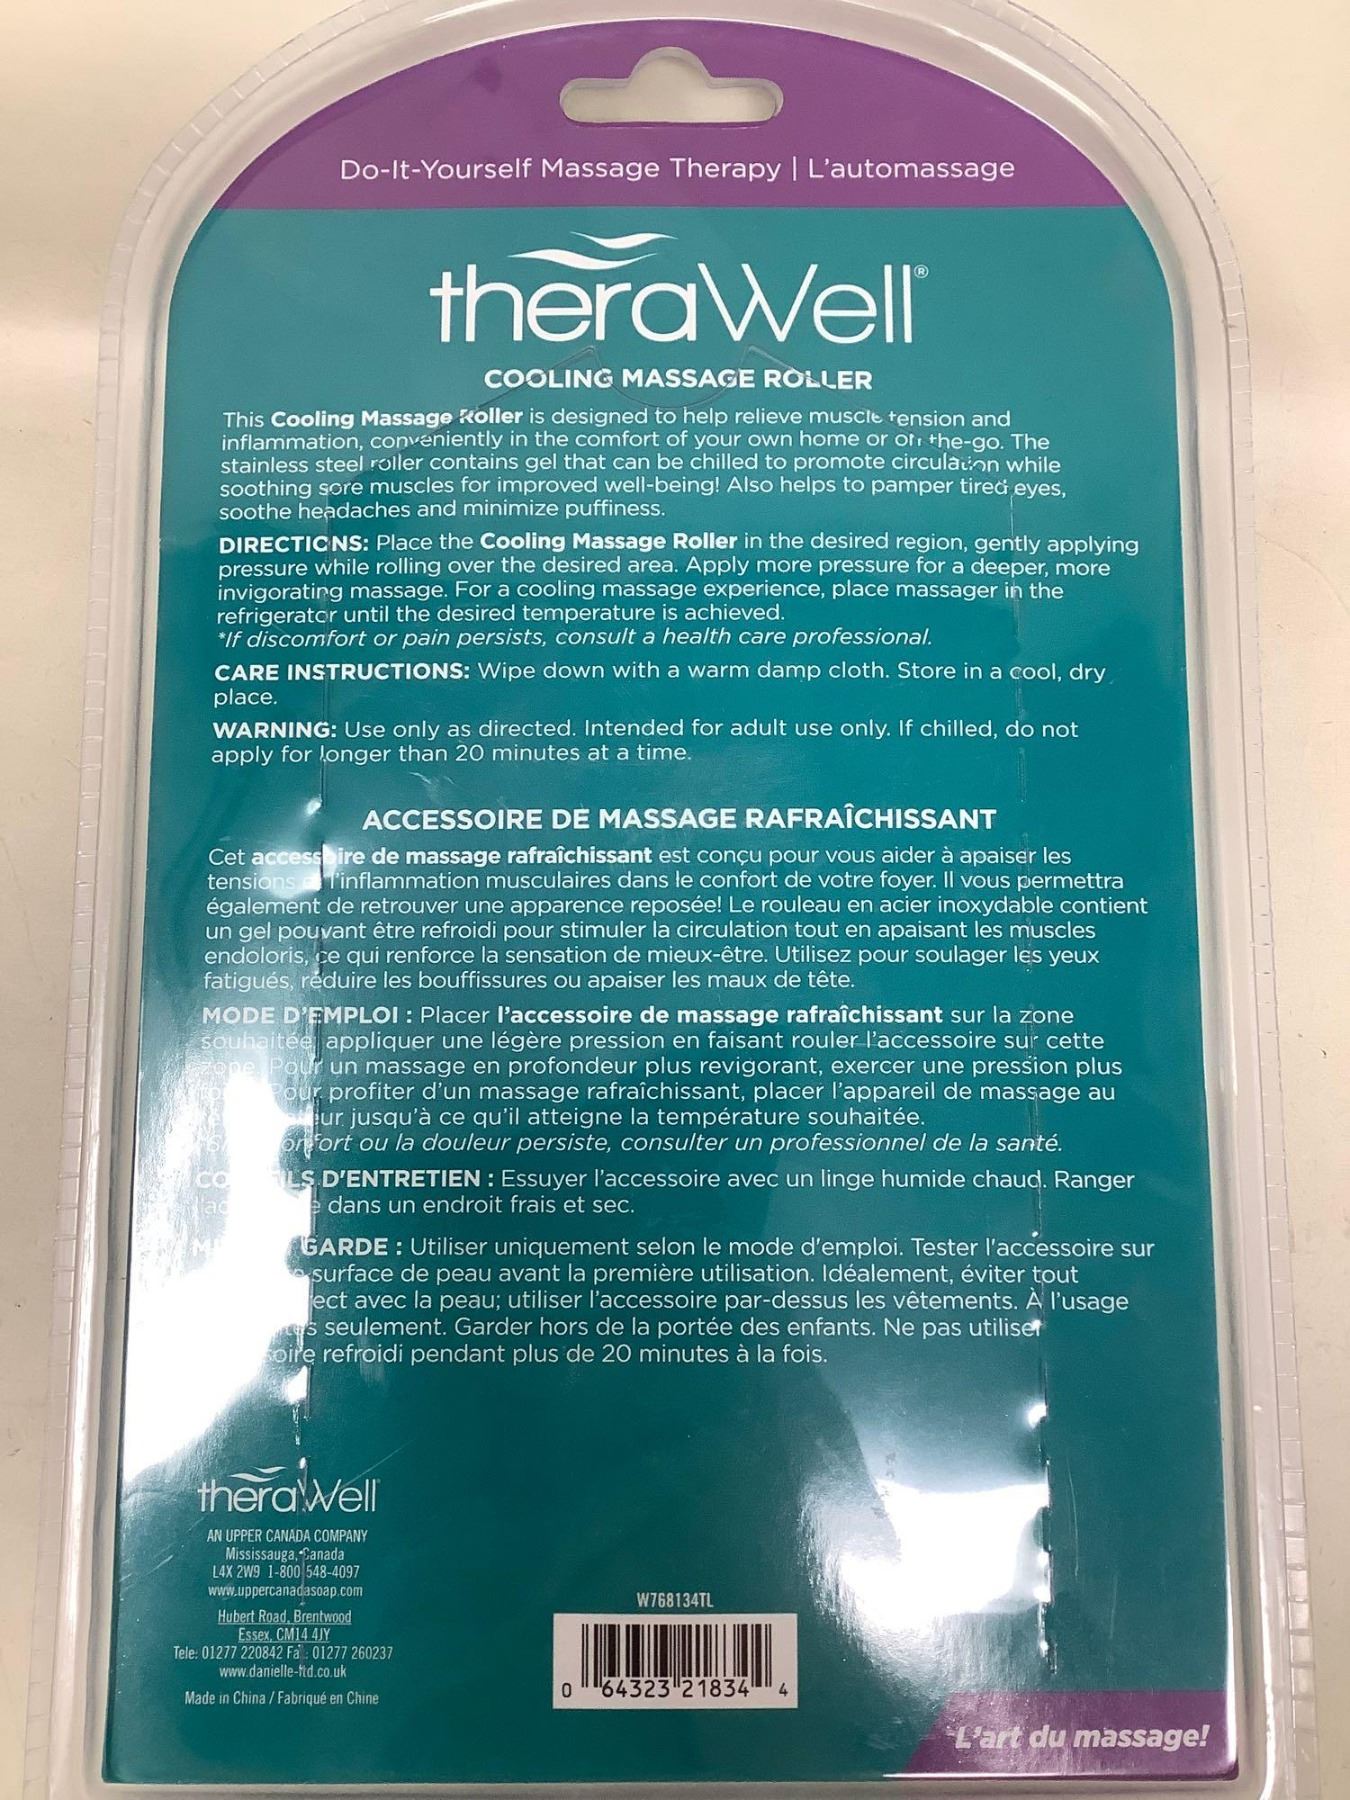 Do-It-Yourself Massage Therapy | L'automassage
theraWell®
COOLING MASSAGE ROLLER
This Cooling Massage Roller is designed to help relieve muscle tension and
inflammation, conveniently in the comfort of your own home or on-the-go. The
stainless steel roller contains gel that can be chilled to promote circulation while
soothing sore muscles for improved well-being! Also helps to pamper tired eyes,
soothe headaches and minimize puffiness.
DIRECTIONS: Place the Cooling Massage Roller in the desired region, gently applying
pressure while rolling over the desired area. Apply more pressure for a deeper, more
invigorating massage. For a cooling massage experience, place massager in the
refrigerator until the desired temperature is achieved.
*If discomfort or pain persists, consult a health care professional.
CARE INSTRUCTIONS: Wipe down with a warm damp cloth. Store in a cool, dry
place.
WARNING: Use only as directed. Intended for adult use only. If chilled, do not
apply for longer than 20 minutes at a time.
ACCESSOIRE DE MASSAGE RAFRAÎCHISSANT
Cet accessoire de massage rafraîchissant est conçu pour vous aider à apaiser les
tensions et l'inflammation musculaires dans le confort de votre foyer. Il vous permettra
également de retrouver une apparence reposée! Le rouleau en acier inoxydable contient
un gel pouvant être refroidi pour stimuler la circulation tout en apaisant les muscles
endoloris, ce qui renforce la sensation de mieux-être. Utilisez pour soulager les yeux
fatigués, réduire les bouffissures ou apaiser les maux de tête.
MODE D'EMPLOI : Placer l'accessoire de massage rafraîchissant sur la zone
souhaitée, appliquer une légère pression en faisant rouler l'accessoire sur cette
zone. Pour un massage en profondeur plus revigorant, exercer une pression plus
Pour profiter d'un massage rafraîchissant, placer l'appareil de massage au
jusqu'à ce qu'il atteigne la température souhaitée.
ou la douleur persiste, consulter un professionnel de la santé.
D'ENTRETIEN : Essuyer l'accessoire avec un linge humide chaud. Ranger
dans un endroit frais et sec.
GARDE : Utiliser uniquement selon le mode d'emploi. Tester l'accessoire sur
surface de peau avant la première utilisation. Idéalement, éviter tout
avec la peau; utiliser l'accessoire par-dessus les vêtements. À l'usage
seulement. Garder hors de la portée des enfants. Ne pas utiliser
refroidi pendant plus de 20 minutes à la fois.
theraWell
AN UPPER CANADA COMPANY
Mississauga, Canada
L4X 2W9 1-800 548-4097
www.uppercanadasoap.com
Hubert Road, Brentwood
Essex, CM14 4JY
Tele: 01277 220842 Fax: 01277 260237
www.danielle-ltd.co.uk
Made in China / Fabriqué en Chine
W768134TL
0 64323 21834 4
L'art du massage!